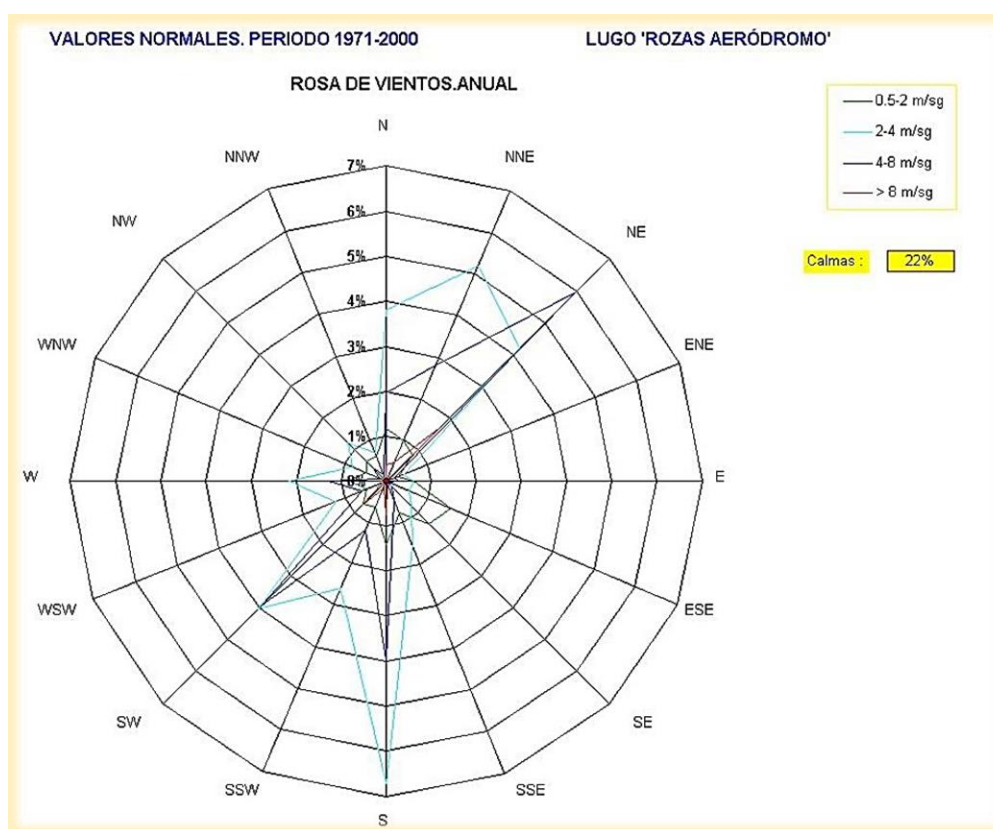 VALORES NORMALES. PERIODO 1971-2000
LUGO 'ROZAS AERÓDROMO'
ROSA DE VIENTOS.ANUAL
0.5-2 m/sg
2-4 m/sg
4-8 m/sg
> 8 m/sg
Calmas :
22%
N
NNE
NE
ENE
E
ESE
SE
SSE
S
SSW
SW
WSW
W
WNW
NW
NNW
7%
6%
5%
4%
3%
2%
1%
0%